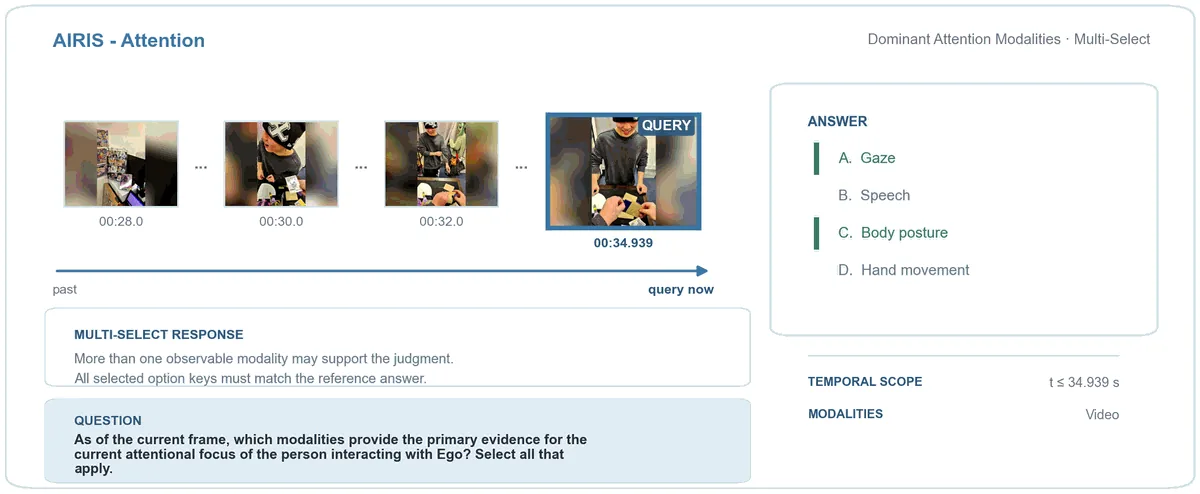 AIRIS - Attention
Dominant Attention Modalities · Multi-Select
QUERY
00:28.0
...
00:30.0
...
00:32.0
...
00:34.939
past
query now
MULTI-SELECT RESPONSE
More than one observable modality may support the judgment.
All selected option keys must match the reference answer.
QUESTION
As of the current frame, which modalities provide the primary evidence for the
current attentional focus of the person interacting with Ego? Select all that
apply.
ANSWER
A. Gaze
B. Speech
C. Body posture
D. Hand movement
TEMPORAL SCOPE
t ≤ 34.939 s
MODALITIES
Video